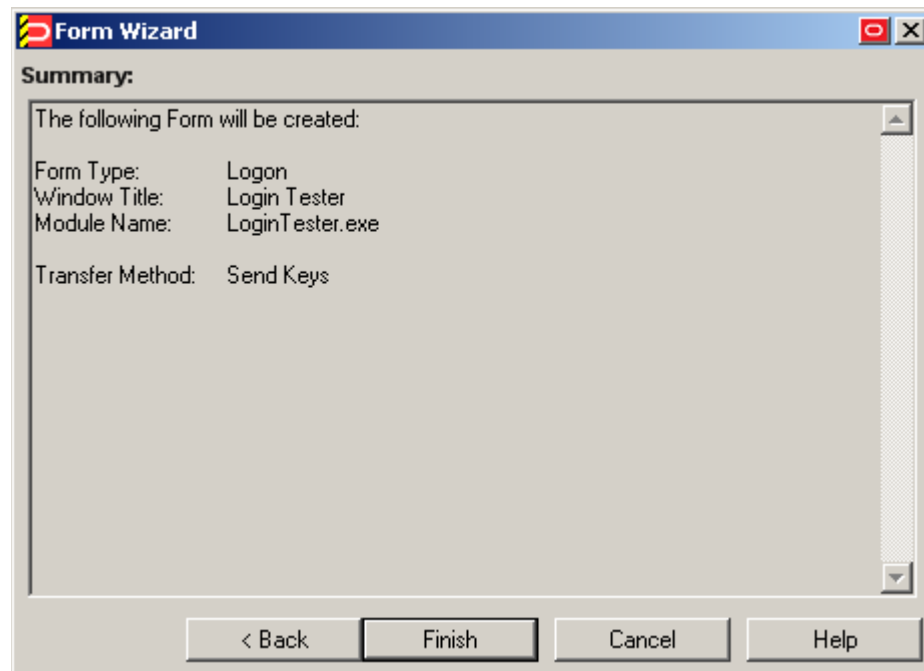 Form Wizard
Summary:
The following Form will be created:
Form Type: Logon
Window Title: Login Tester
Module Name: LoginTester.exe
Transfer Method: Send Keys
< Back Finish Cancel Help